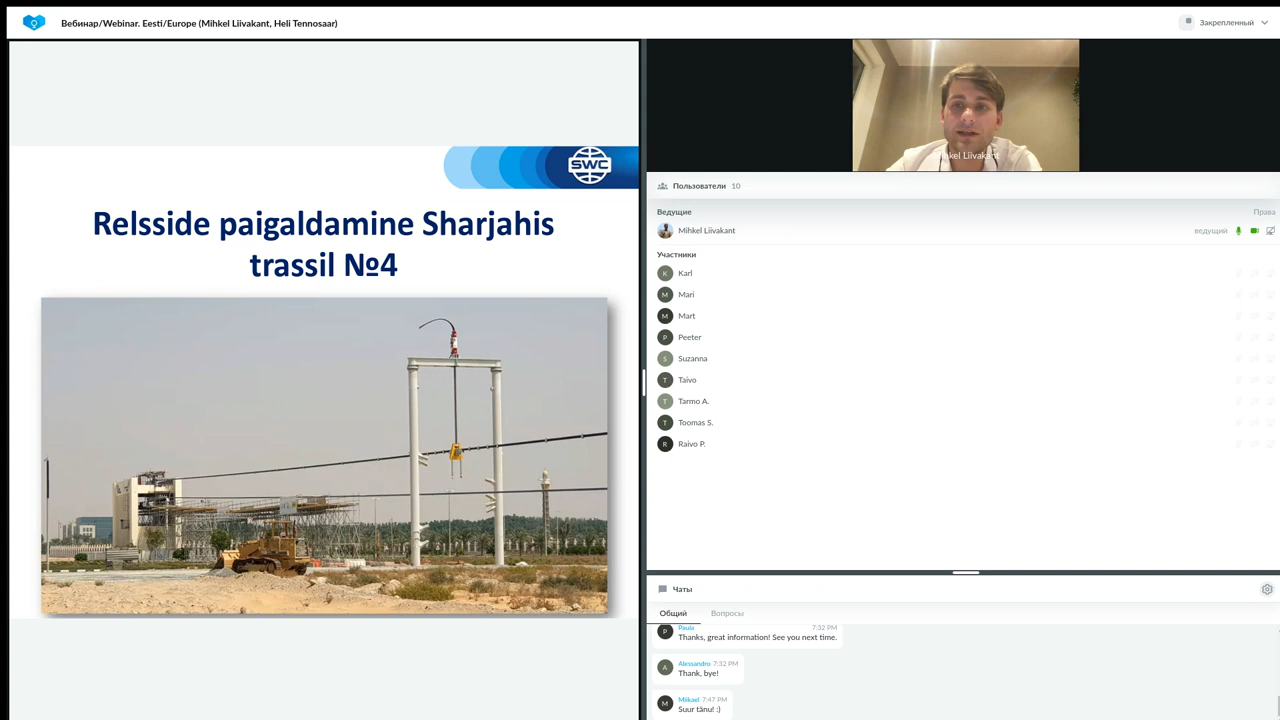 Вебинар/Webinar. Eesti/Europe (Mihkel Liivakant, Heli Tennosaar)
Закрепленный
SWC
Relsside paigaldamine Sharjahis
trassil №4
Mihkel Liivakant
Пользователи 10
Ведущие Права
Mihkel Liivakant ведущий
Участники
K Karl
M Mari
M Mart
P Peeter
S Suzanna
T Taivo
T Tarmo A.
T Toomas S.
R Raivo P.
Чаты
Общий Вопросы
P Paula 7:32 PM
Thanks, great information! See you next time.
A Alessandro 7:32 PM
Thank, bye!
M Miikael 7:47 PM
Suur tänu! :)